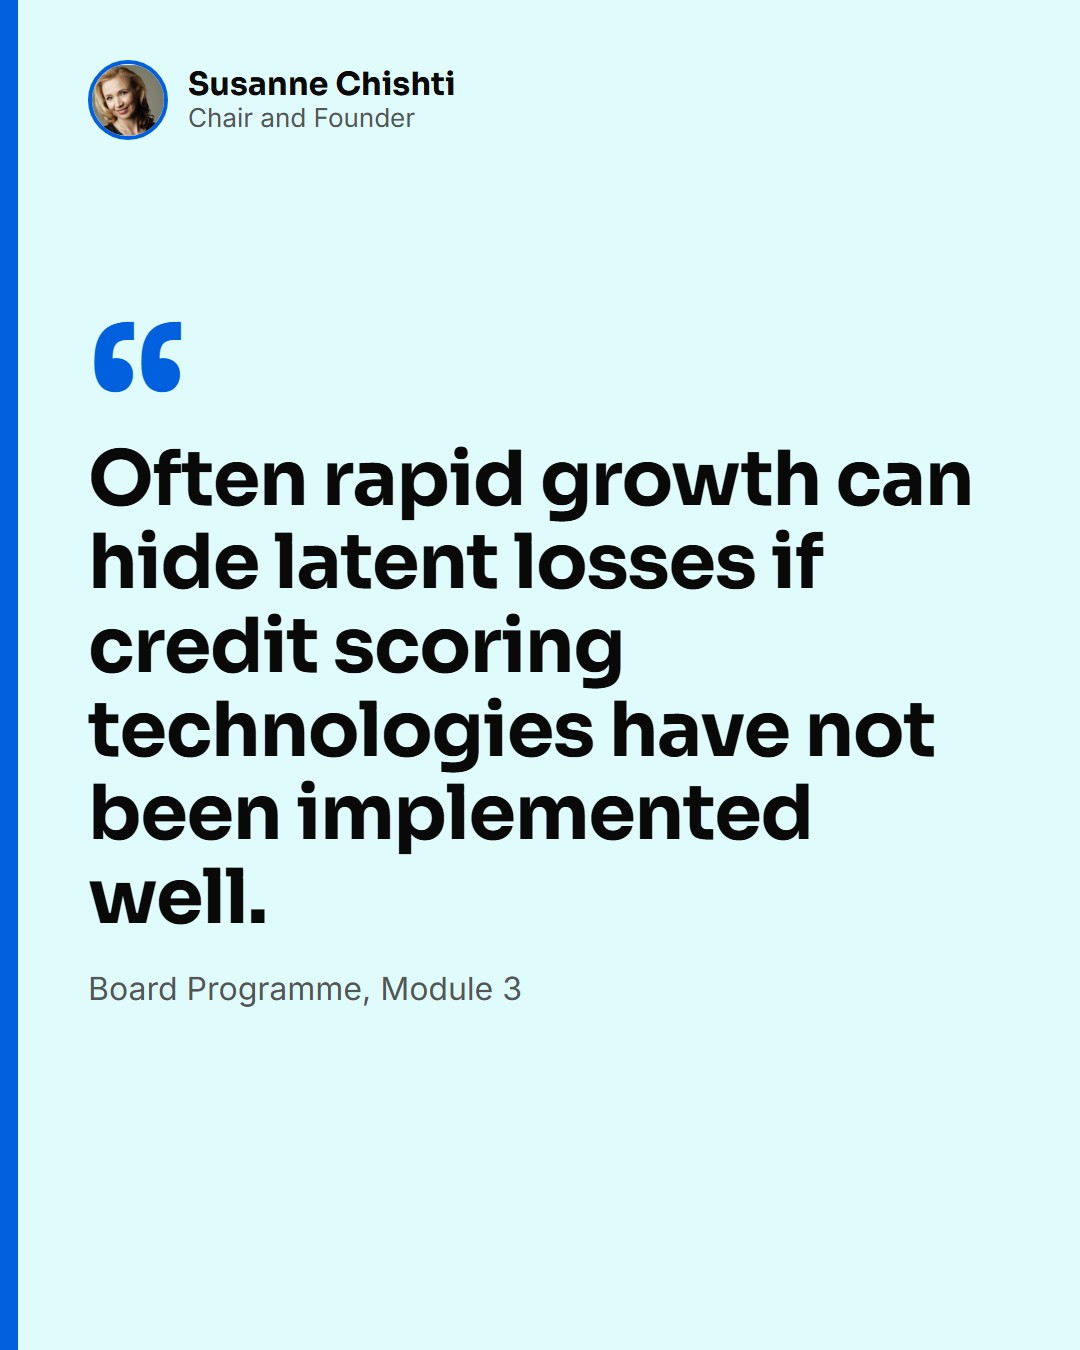 Susanne Chishti
Chair and Founder
“
Often rapid growth can
hide latent losses if
credit scoring
technologies have not
been implemented
well.
Board Programme, Module 3